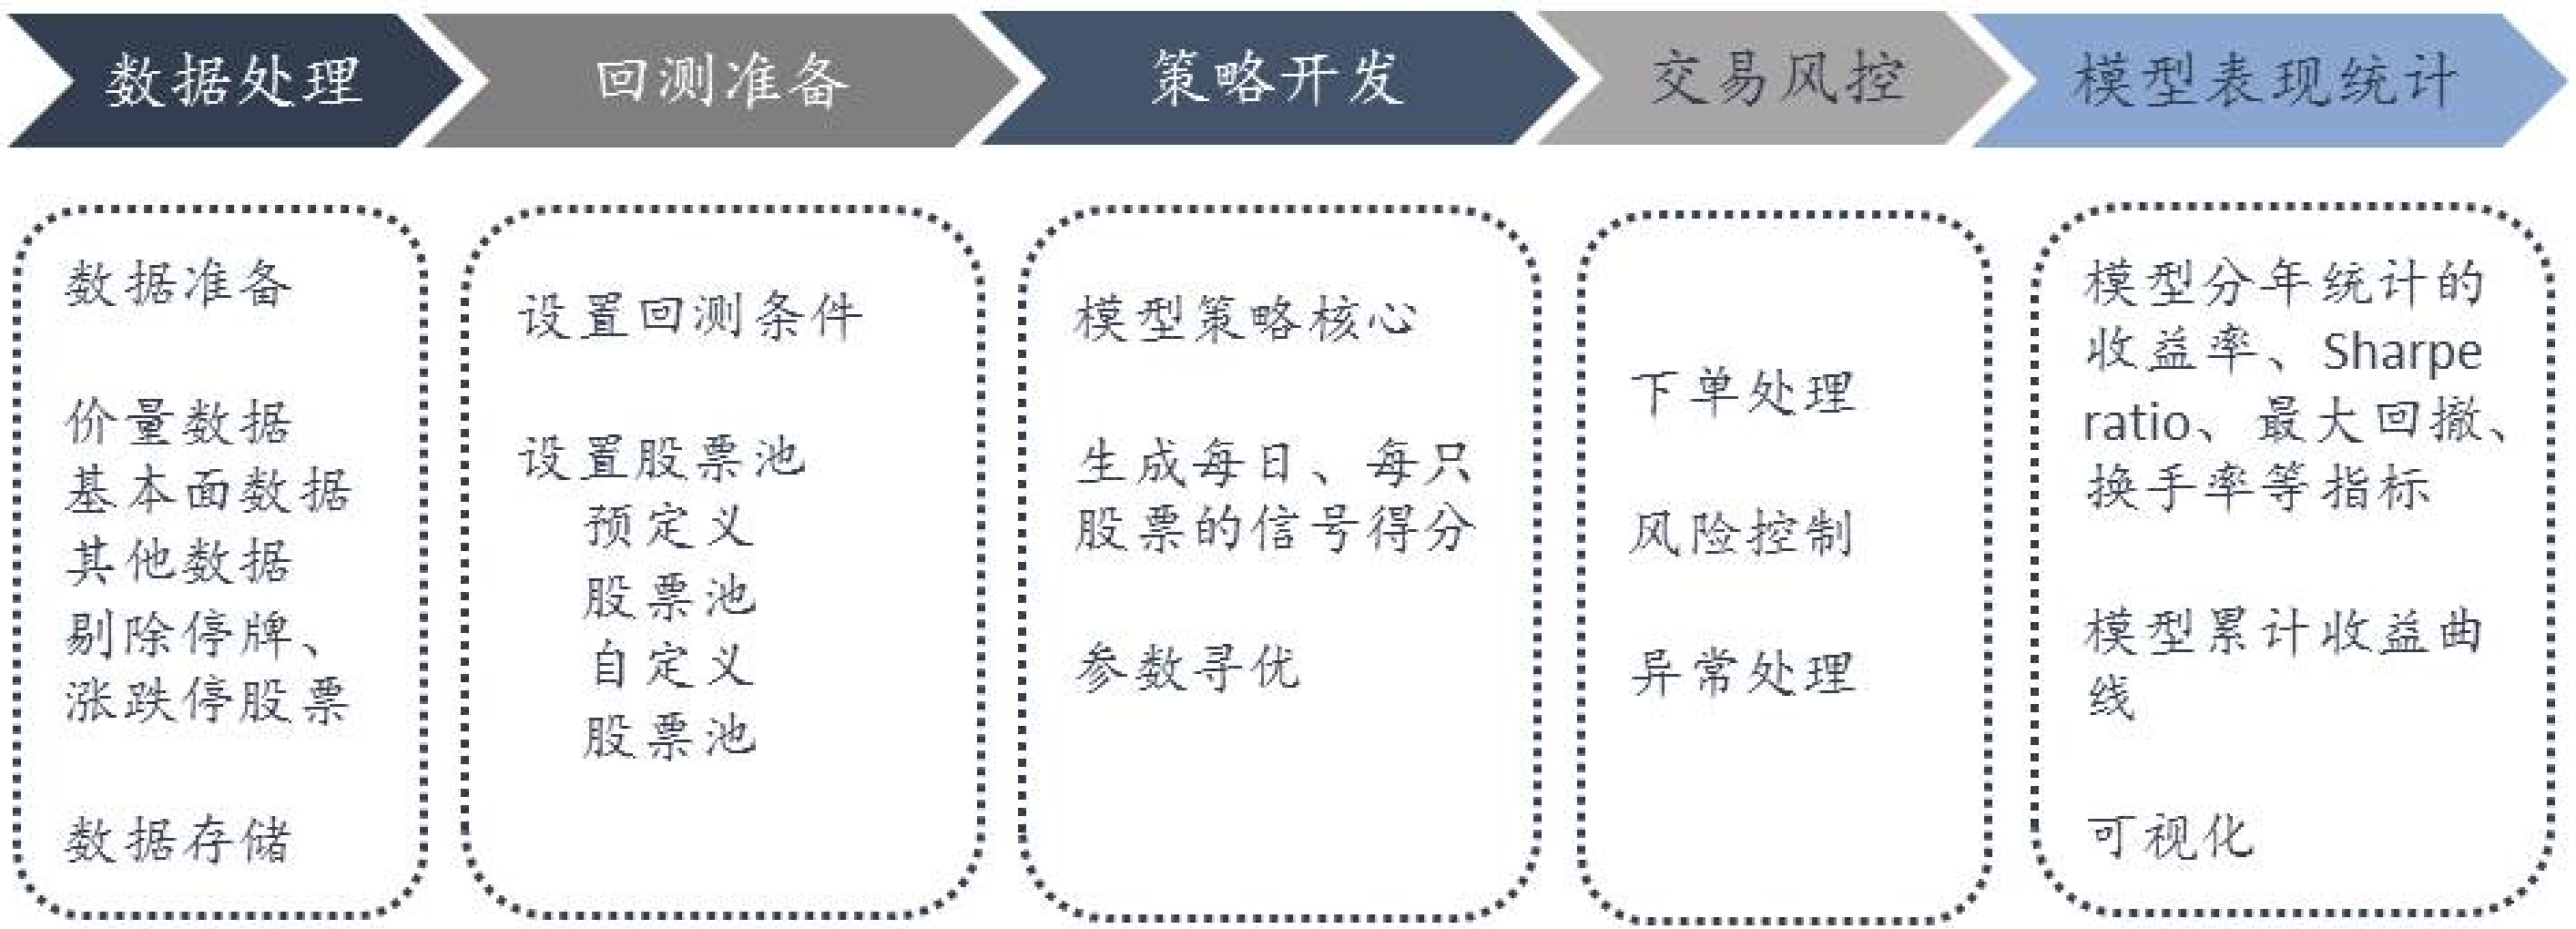 数据处理
回测准备
策略开发
交易风控
模型表现统计
数据准备
价量数据
基本面数据
其他数据
剔除停牌、
涨跌停股票
数据存储
设置回测条件
设置股票池
预定义
股票池
自定义
股票池
模型策略核心
生成每日、每只
股票的信号得分
参数寻优
下单处理
风险控制
异常处理
模型分年统计的
收益率、Sharpe
ratio、最大回撤、
换手率等指标
模型累计收益曲
线
可视化